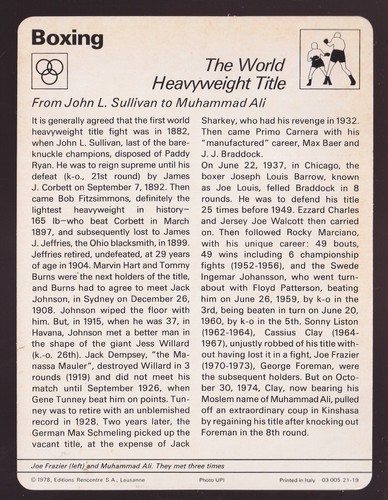 Boxing
The World
Heavyweight Title
From John L. Sullivan to Muhammad Ali
It is generally agreed that the first world
heavyweight title fight was in 1882,
when John L. Sullivan, last of the bare-
knuckle champions, disposed of Paddy
Ryan. He was to reign supreme until his
defeat (k-o., 21st round) by James
J. Corbett on September 7, 1892. Then
came Bob Fitzsimmons, definitely the
lightest heavyweight in history—
165 lb—who beat Corbett in March
1897, and subsequently lost to James
J. Jeffries, the Ohio blacksmith, in 1899.
Jeffries retired, undefeated, at 29 years
of age in 1904. Marvin Hart and Tommy
Burns were the next holders of the title,
and Burns had to agree to meet Jack
Johnson, in Sydney on December 26,
1908. Johnson wiped the floor with
him. But, in 1915, when he was 37, in
Havana, Johnson met a better man in
the shape of the giant Jess Willard
(k.-o. 26th). Jack Dempsey, "the Ma-
nassa Mauler", destroyed Willard in 3
rounds (1919) and did not meet his
match until September 1926, when
Gene Tunney beat him on points. Tun-
ney was to retire with an unblemished
record in 1928. Two years later, the
German Max Schmeling picked up the
vacant title, at the expense of Jack
Sharkey, who had his revenge in 1932.
Then came Primo Carnera with his
"manufactured" career, Max Baer and
J. J. Braddock.
On June 22, 1937, in Chicago, the
boxer Joseph Louis Barrow, known
as Joe Louis, felled Braddock in 8
rounds. He was to defend his title
25 times before 1949. Ezzard Charles
and Jersey Joe Walcott then carried
on. Then followed Rocky Marciano,
with his unique career: 49 bouts,
49 wins including 6 championship
fights (1952-1956), and the Swede
Ingemar Johansson, who went turn-
about with Floyd Patterson, beating
him on June 26, 1959, by k-o in the
3rd, being beaten in turn on June 20,
1960, by k-o in the 5th. Sonny Liston
(1962-1964), Cassius Clay (1964-
1967), unjustly robbed of his title with-
out having lost it in a fight, Joe Frazier
(1970-1973), George Foreman, were
the subsequent holders. But on Octo-
ber 30, 1974, Clay, now bearing his
Moslem name of Muhammad Ali, pulled
off an extraordinary coup in Kinshasa
by regaining his title after knocking out
Foreman in the 8th round.
Joe Frazier (left) and Muhammad Ali. They met three times
© 1978, Editions Rencontre S.A., Lausanne Photo UPI Printed in Italy 03 005 21-19